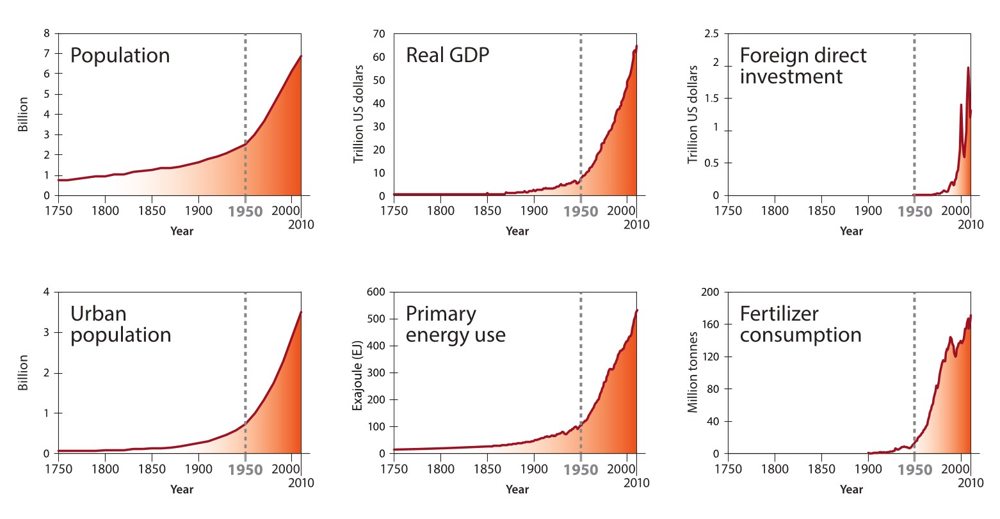 Population
8
7
6
5
4
3
2
1
0
Billion
1750 1800 1850 1900 1950 2000
2010
Year
Real GDP
70
60
50
40
30
20
10
0
Trillion US dollars
1750 1800 1850 1900 1950 2000
2010
Year
Foreign direct
investment
2.5
2
1.5
1
0.5
0
Trillion US dollars
1750 1800 1850 1900 1950 2000
2010
Year
Urban
population
4
3
2
1
0
Billion
1750 1800 1850 1900 1950 2000
2010
Year
Primary
energy use
600
500
400
300
200
100
0
Exajoule (EJ)
1750 1800 1850 1900 1950 2000
2010
Year
Fertilizer
consumption
200
160
120
80
40
0
Million tonnes
1750 1800 1850 1900 1950 2000
2010
Year